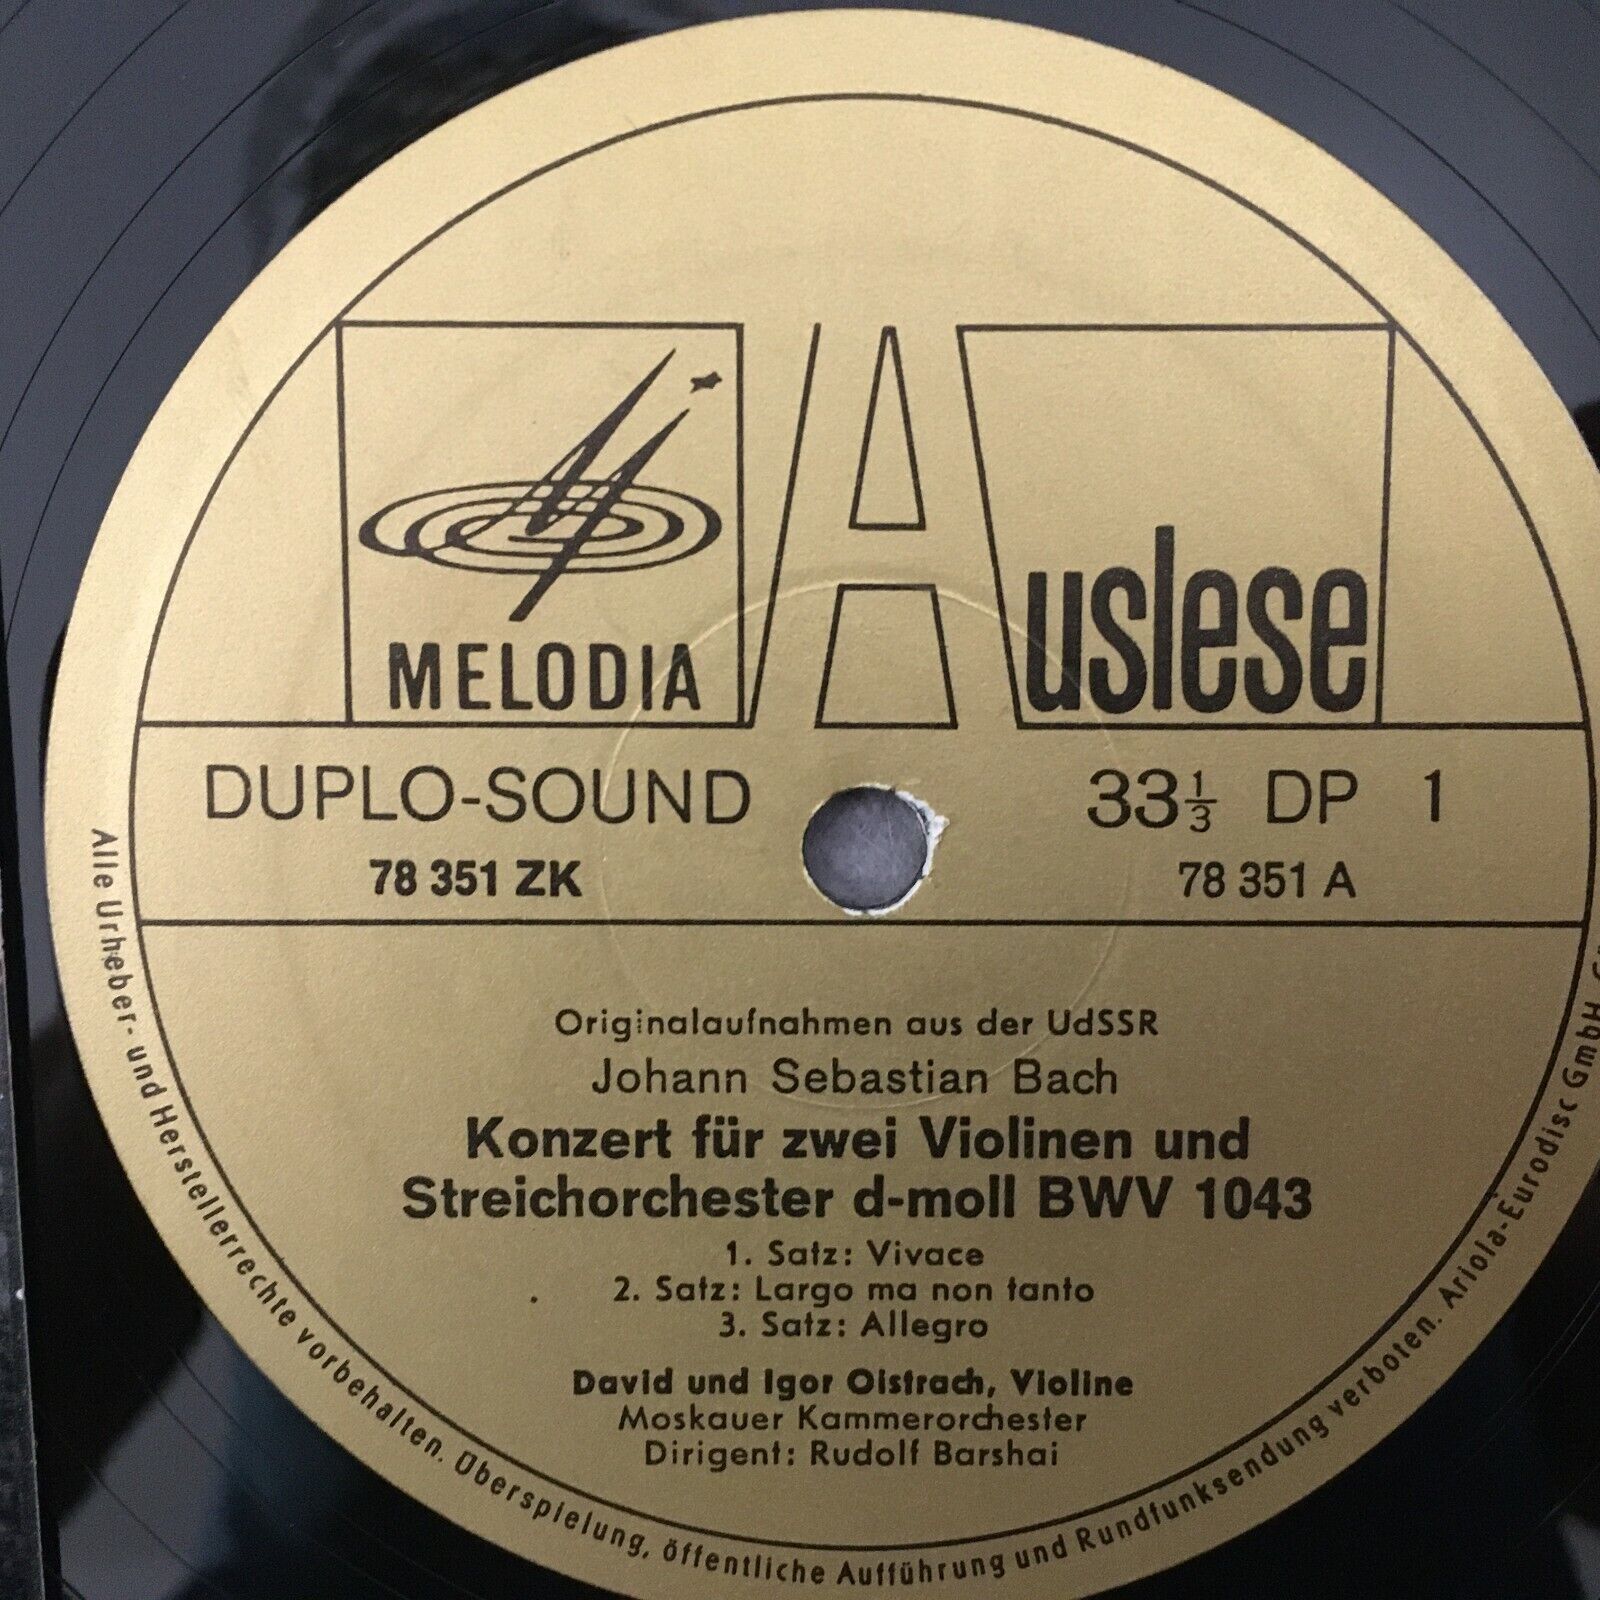 MELODIA
Auslese
DUPLO-SOUND
33 1/3 DP 1
78 351 ZK
78 351 A
Originalaufnahmen aus der UdSSR
Johann Sebastian Bach
Konzert für zwei Violinen und
Streichorchester d-moll BWV 1043
1. Satz: Vivace
2. Satz: Largo ma non tanto
3. Satz: Allegro
David und Igor Oistrach, Violine
Moskauer Kammerorchester
Dirigent: Rudolf Barshai
Alle Urheber- und Herstellerrechte vorbehalten. Überspielung, öffentliche Aufführung und Rundfunksendung verboten. Ariola-Eurodisc GmbH